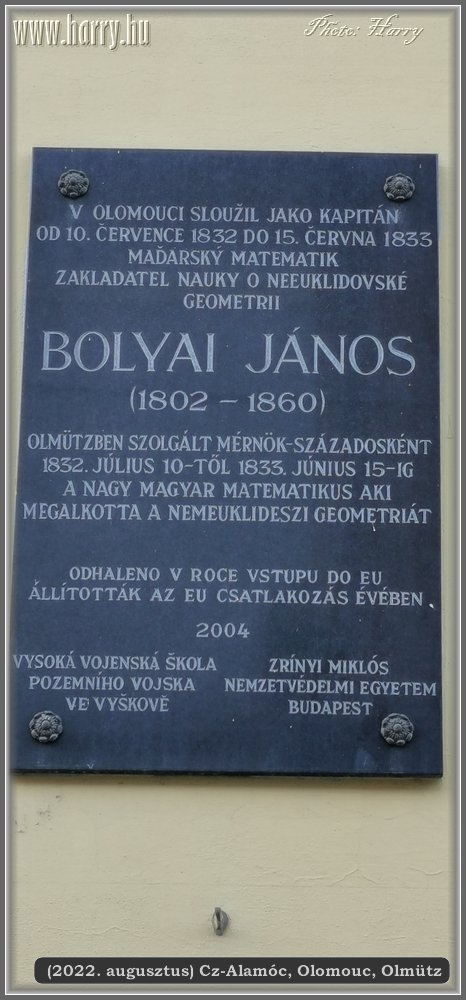 www.harry.hu
Photo: Harry
V OLOMOUCI SLOUŽIL JAKO KAPITÁN
OD 10. ČERVENCE 1832 DO 15. ČERVNA 1833
MAĎARSKÝ MATEMATIK
ZAKLADATEL NAUKY O NEEUKLIDOVSKÉ
GEOMETRII
BOLYAI JÁNOS
(1802 – 1860)
OLMÜTZBEN SZOLGÁLT MÉRNÖK-SZÁZADOSKÉNT
1832. JÚLIUS 10-TŐL 1833. JÚNIUS 15-IG
A NAGY MAGYAR MATEMATIKUS AKI
MEGALKOTTA A NEMEUKLIDESZI GEOMETRIÁT
ODHALENO V ROCE VSTUPU DO EU
ÁLLÍTOTTÁK AZ EU CSATLAKOZÁS ÉVÉBEN
2004
VYSOKÁ VOJENSKÁ ŠKOLA
POZEMNÍHO VOJSKA
VE VYŠKOVĚ
ZRÍNYI MIKLÓS
NEMZETVÉDELMI EGYETEM
BUDAPEST
(2022. augusztus) Cz-Alamóc, Olomouc, Olmütz